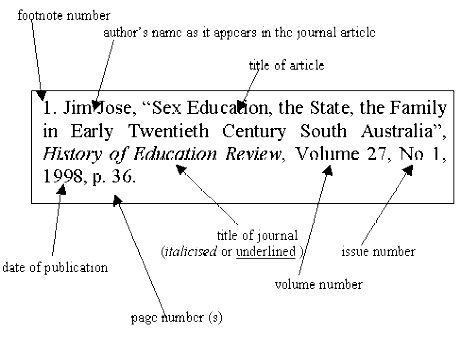 footnote number
author's name as it appears in the journal article
title of article
1. Jim Jose, “Sex Education, the State, the Family
in Early Twentieth Century South Australia”,
History of Education Review, Volume 27, No 1,
1998, p. 36.
title of journal
(italicised or underlined )
issue number
date of publication
volume number
page number (s)